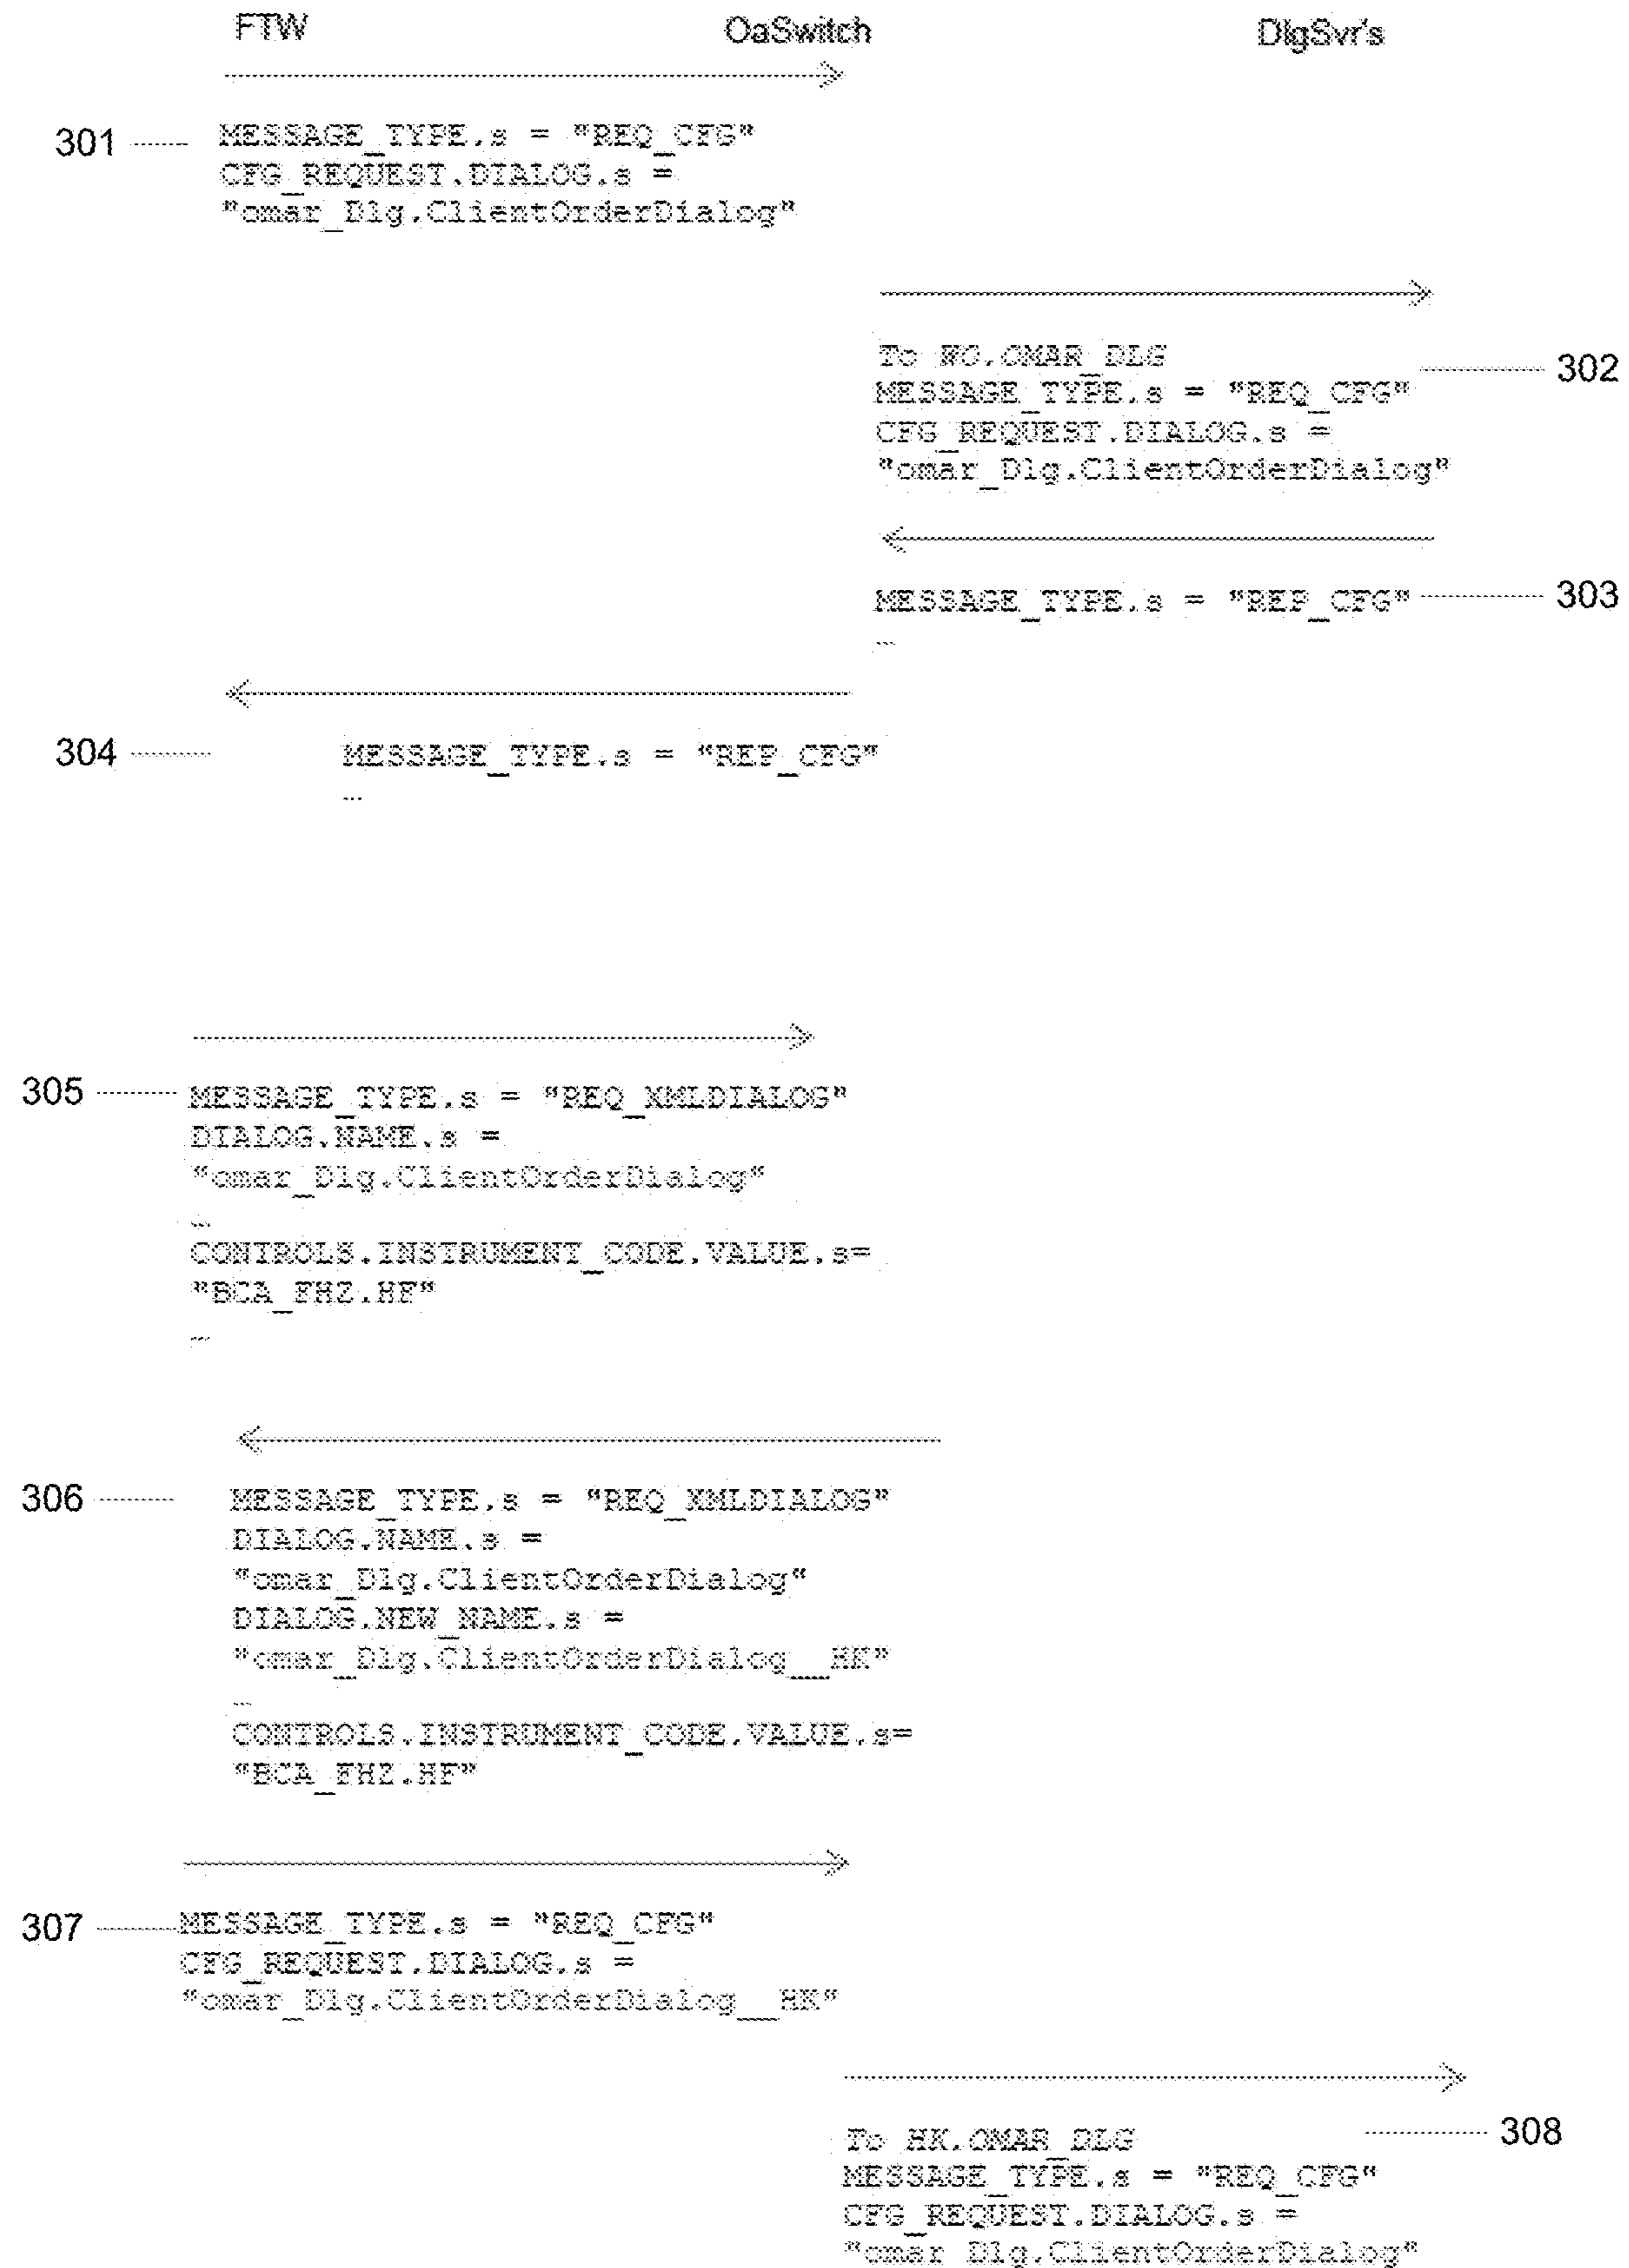 FTW OaSwitch DlgSvr's
301 MESSAGE_TYPE.s = "REQ_CFG"
CFG_REQUEST.DIALOG.s =
"omar_Dlg.ClientOrderDialog"
To OMAR_DLG
302
MESSAGE_TYPE.s = "REQ_CFG"
CFG_REQUEST.DIALOG.s =
"omar_Dlg.ClientOrderDialog"
MESSAGE_TYPE.s = "REP_CFG" 303
…
304 MESSAGE_TYPE.s = "REP_CFG"
…
305 MESSAGE_TYPE.s = "REQ_XMLDIALOG"
DIALOG.NAME.s =
"omar_Dlg.ClientOrderDialog"
…
CONTROLS.INSTRUMENT_CODE.VALUE.s=
"BCA_FHZ.HF"
…
306 MESSAGE_TYPE.s = "REQ_XMLDIALOG"
DIALOG.NAME.s =
"omar_Dlg.ClientOrderDialog"
DIALOG.NEW_NAME.s =
"omar_Dlg.ClientOrderDialog__HK"
…
CONTROLS.INSTRUMENT_CODE.VALUE.s=
"BCA_FHZ.HF"
307 MESSAGE_TYPE.s = "REQ_CFG"
CFG_REQUEST.DIALOG.s =
"omar_Dlg.ClientOrderDialog__HK"
To HK.OMAR_DLG 308
MESSAGE_TYPE.s = "REQ_CFG"
CFG_REQUEST.DIALOG.s =
"omar_Dlg.ClientOrderDialog"